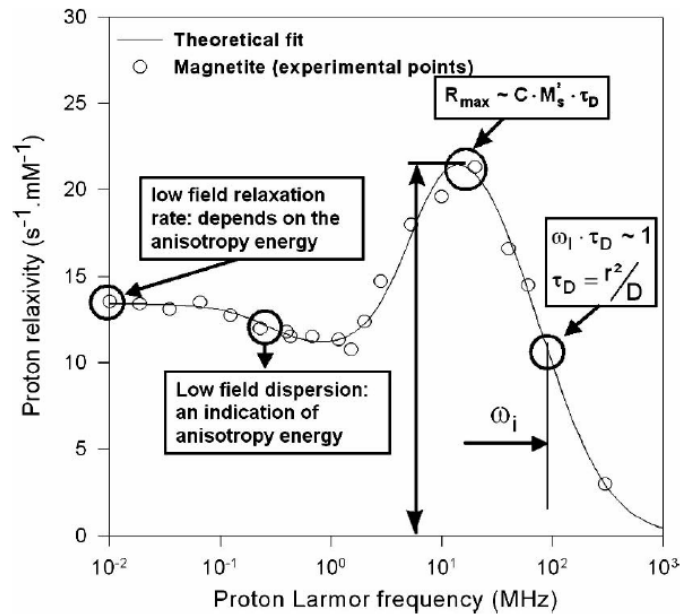 Theoretical fit
Magnetite (experimental points)
R_max ~ C · M_s² · τ_D
low field relaxation
rate: depends on the
anisotropy energy
ω_I · τ_D ~ 1
τ_D = r²/D
Low field dispersion:
an indication of
anisotropy energy
ω_i
Proton relaxivity (s⁻¹.mM⁻¹)
30
25
20
15
10
5
0
10⁻² 10⁻¹ 10⁰ 10¹ 10² 10³
Proton Larmor frequency (MHz)